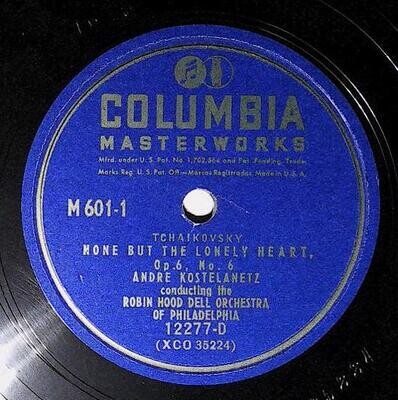 COLUMBIA
MASTERWORKS
Mfrd. under U. S. Pat. No. 1,702,564 and Pat. Pending. Trade
Marks Reg. U. S. Pat. Off.—Marcas Registradas. Made in U. S. A.
M 601-1
TCHAIKOVSKY
NONE BUT THE LONELY HEART,
Op. 6, No. 6
ANDRE KOSTELANETZ
conducting the
ROBIN HOOD DELL ORCHESTRA
OF PHILADELPHIA
12277-D
(XCO 35224)